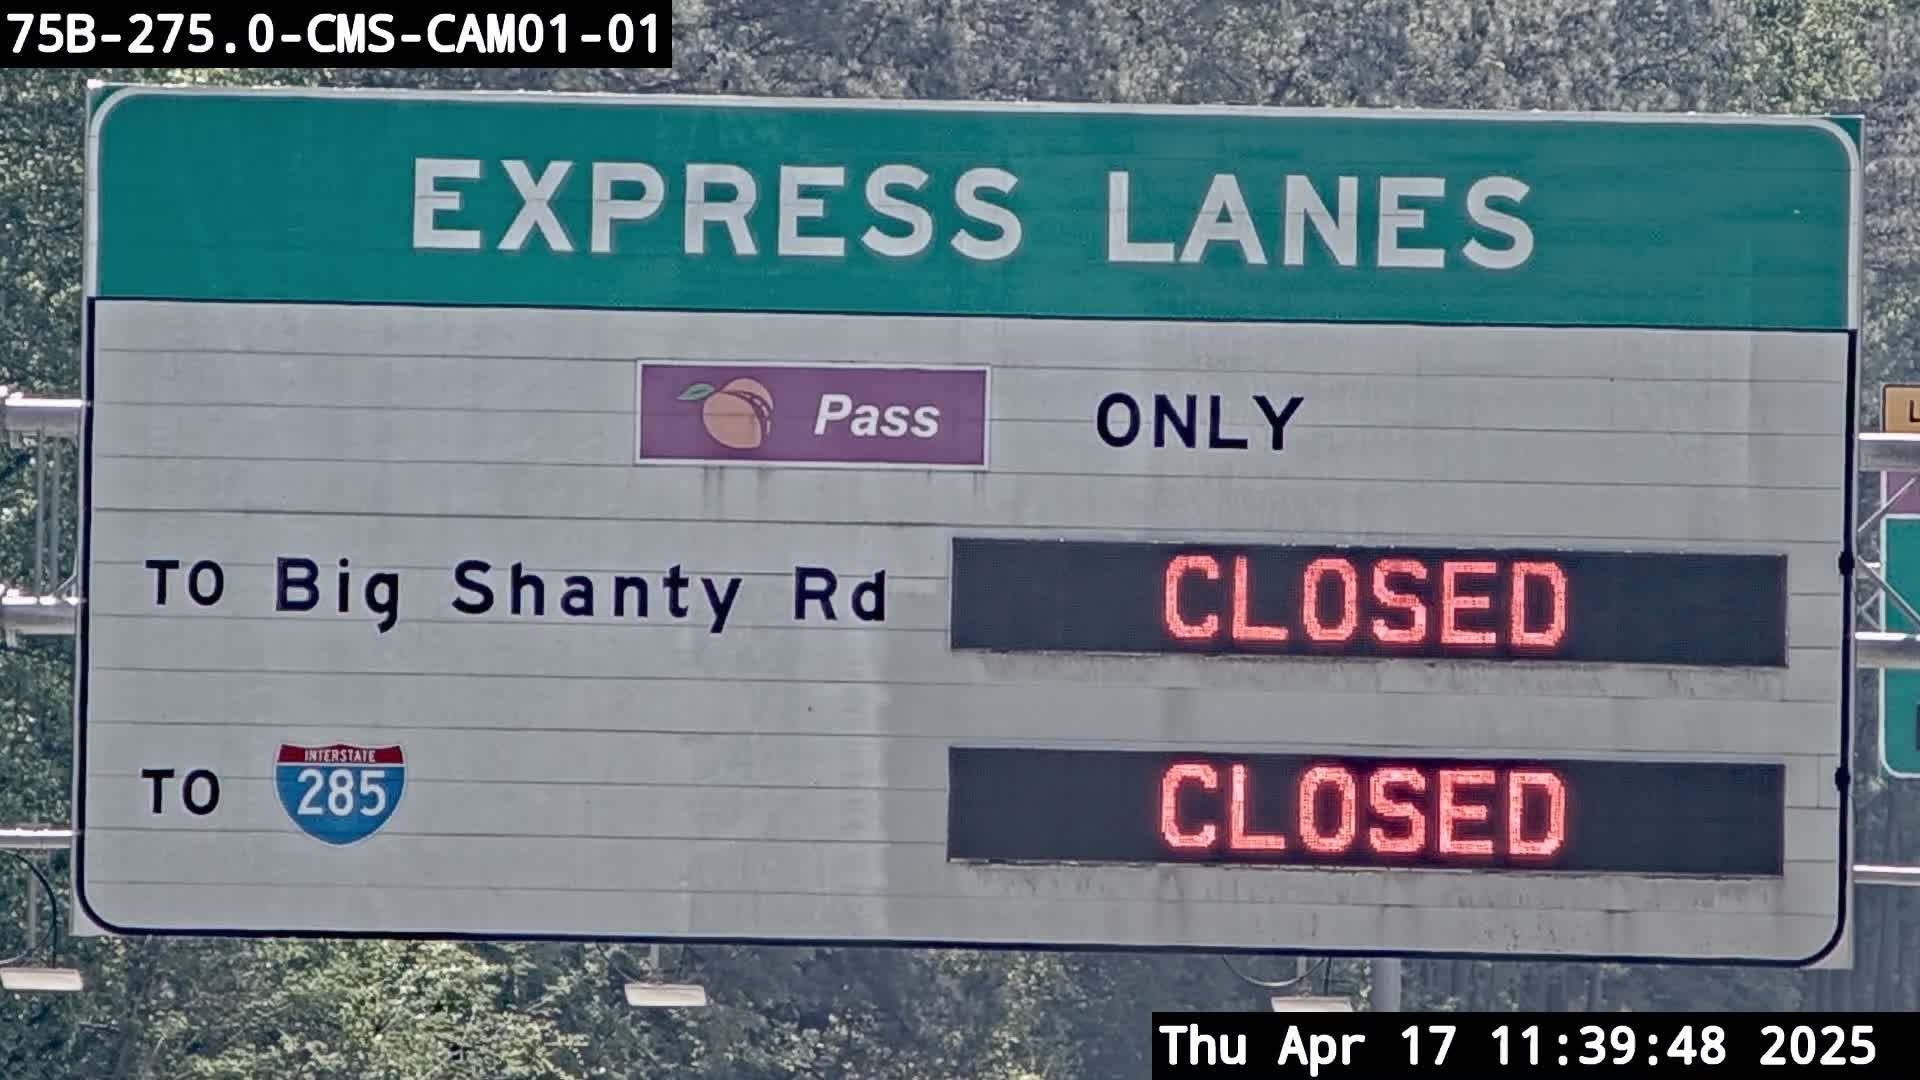 75B-275.0-CMS-CAM01-01
EXPRESS LANES
Pass ONLY
TO Big Shanty Rd CLOSED
TO INTERSTATE 285 CLOSED
Thu Apr 17 11:39:48 2025